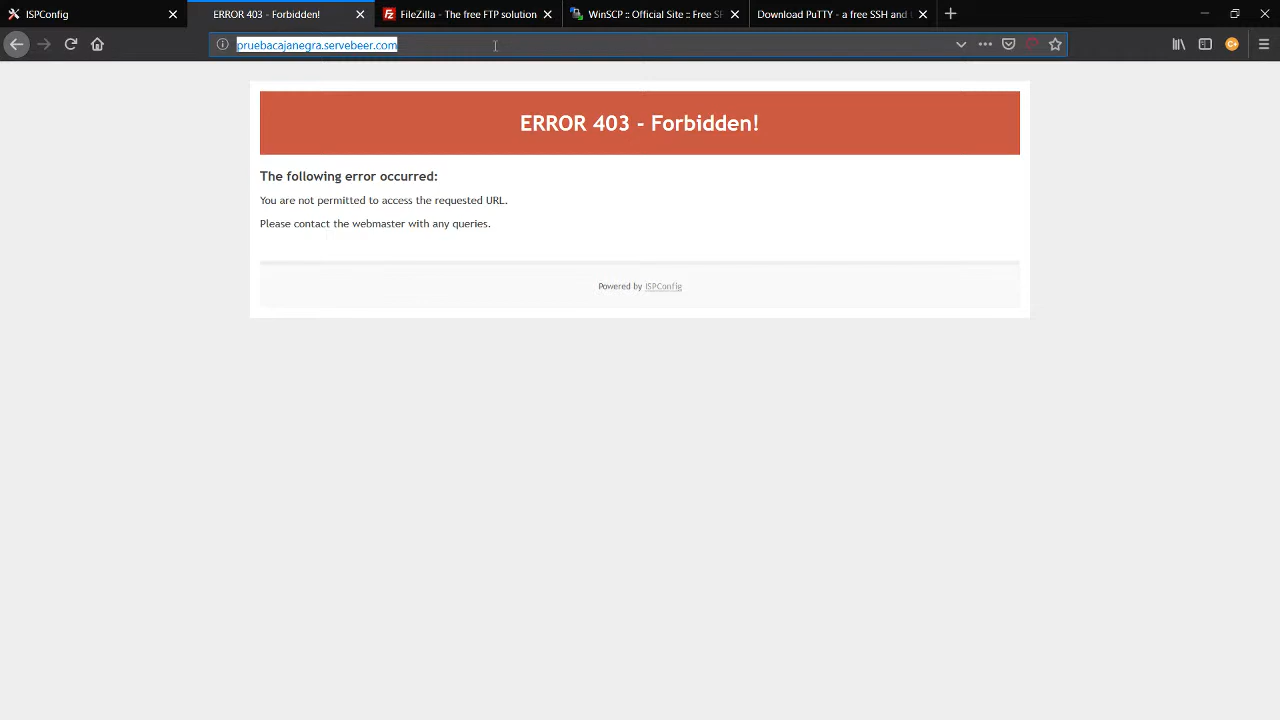 ISPConfig
ERROR 403 - Forbidden!
FileZilla - The free FTP solution
WinSCP :: Official Site :: Free SF
Download PuTTY - a free SSH and
pruebacajanegra.servebeer.com
ERROR 403 - Forbidden!
The following error occurred:
You are not permitted to access the requested URL.
Please contact the webmaster with any queries.
Powered by ISPConfig